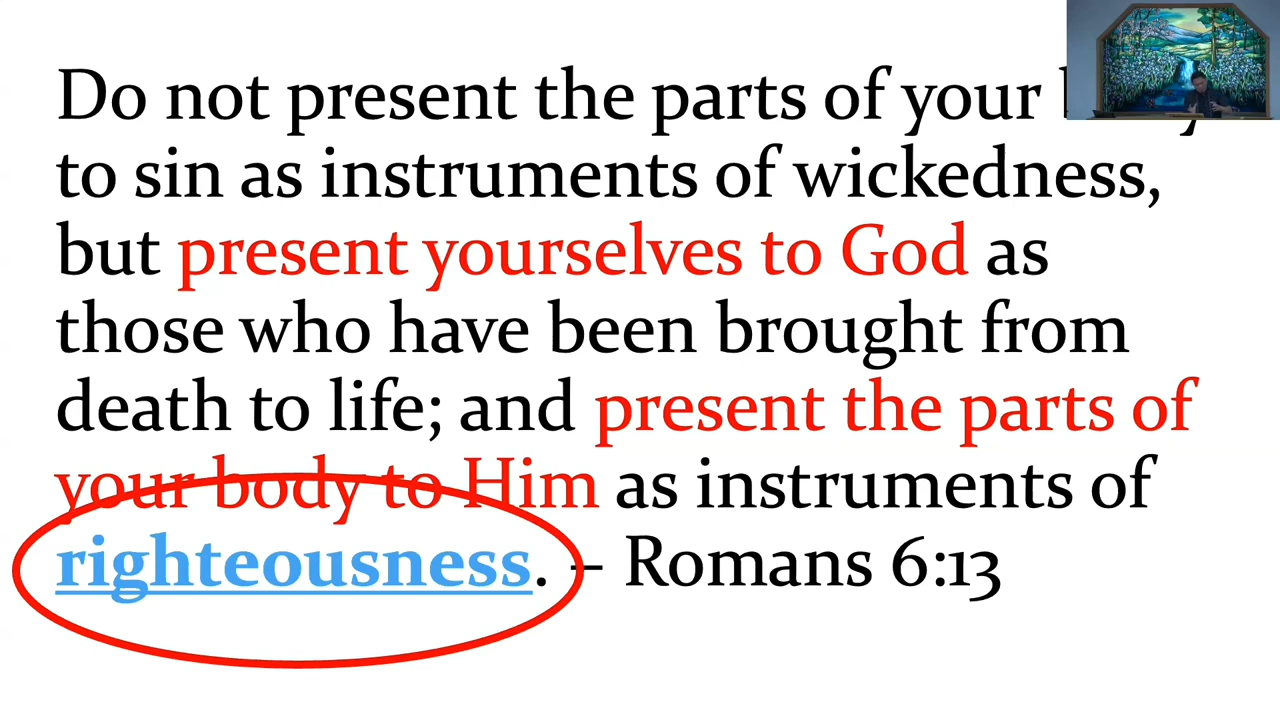 Do not present the parts of your
to sin as instruments of wickedness,
but present yourselves to God as
those who have been brought from
death to life; and present the parts of
your body to Him as instruments of
righteousness. – Romans 6:13